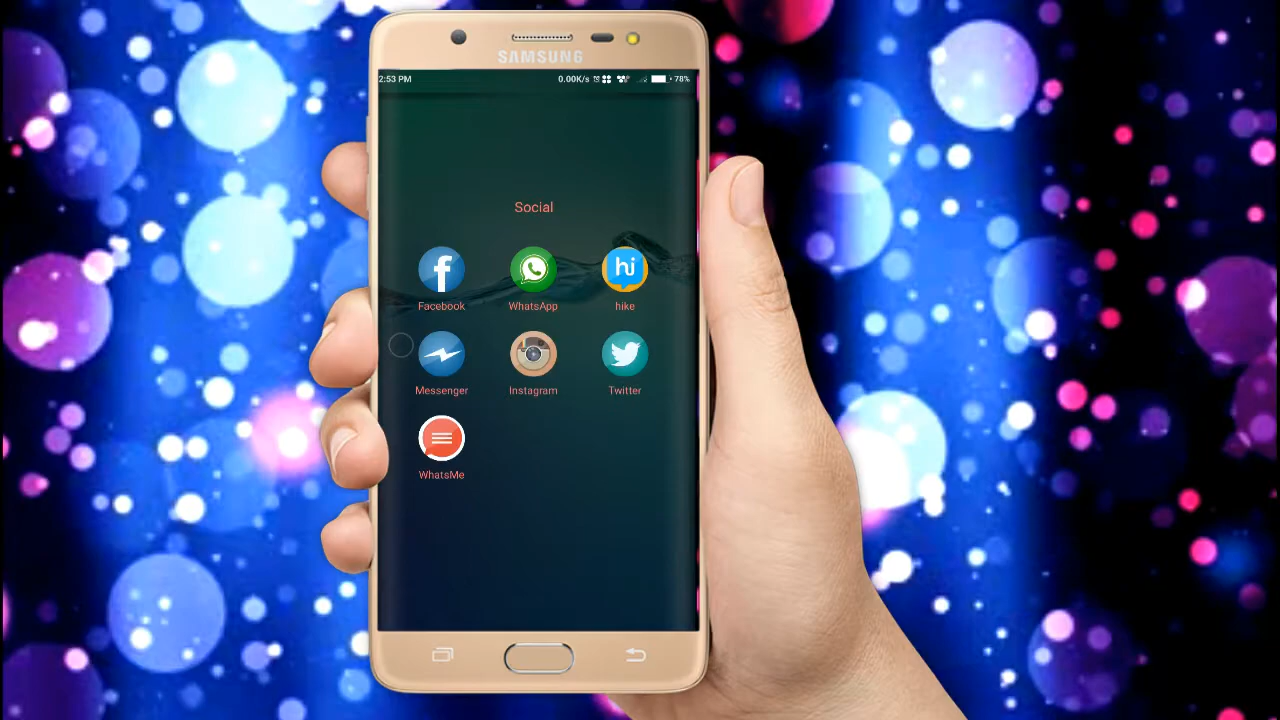 SAMSUNG
2:53 PM 0.00K/s 78%
Social
Facebook WhatsApp hike
Messenger Instagram Twitter
WhatsMe